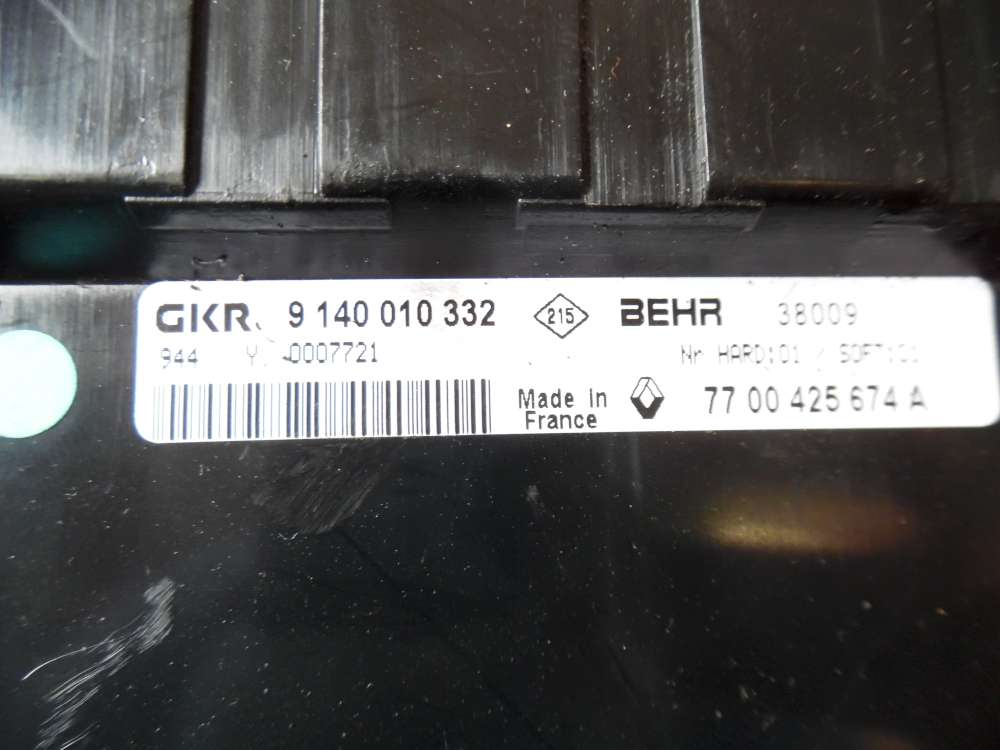 GKR. 9 140 010 332 215 BEHR 38009
944 Y. 0007721 Nr HARD:01 / SOFT:01
Made in
France
77 00 425 674 A